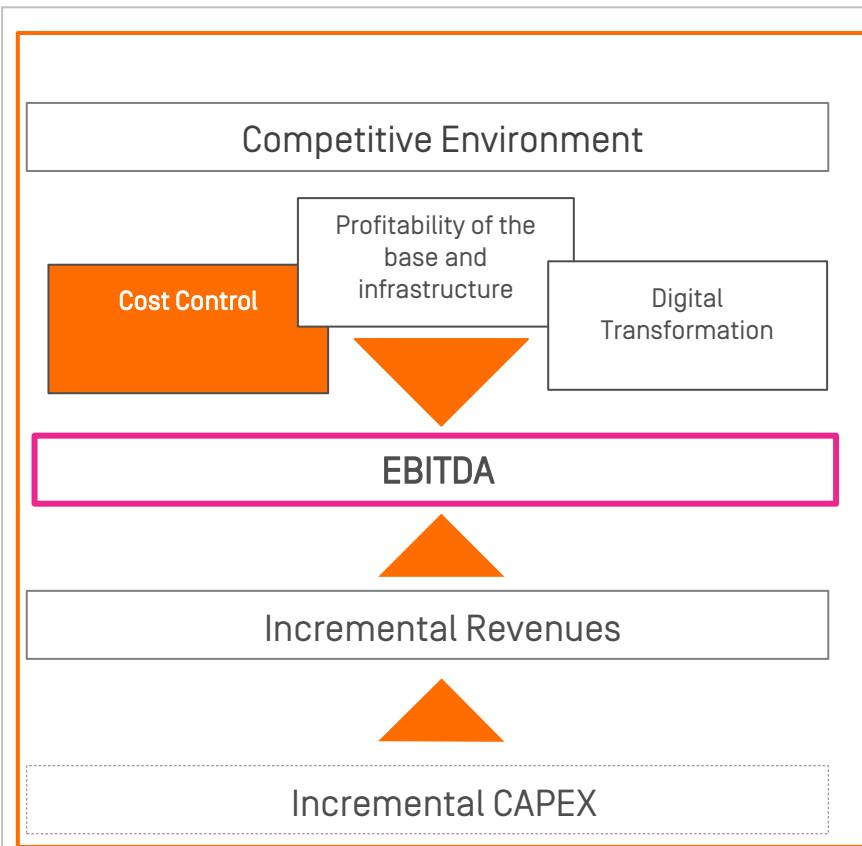 Competitive Environment
Profitability of the
base and
infrastructure
Cost Control
Digital
Transformation
EBITDA
Incremental Revenues
Incremental CAPEX